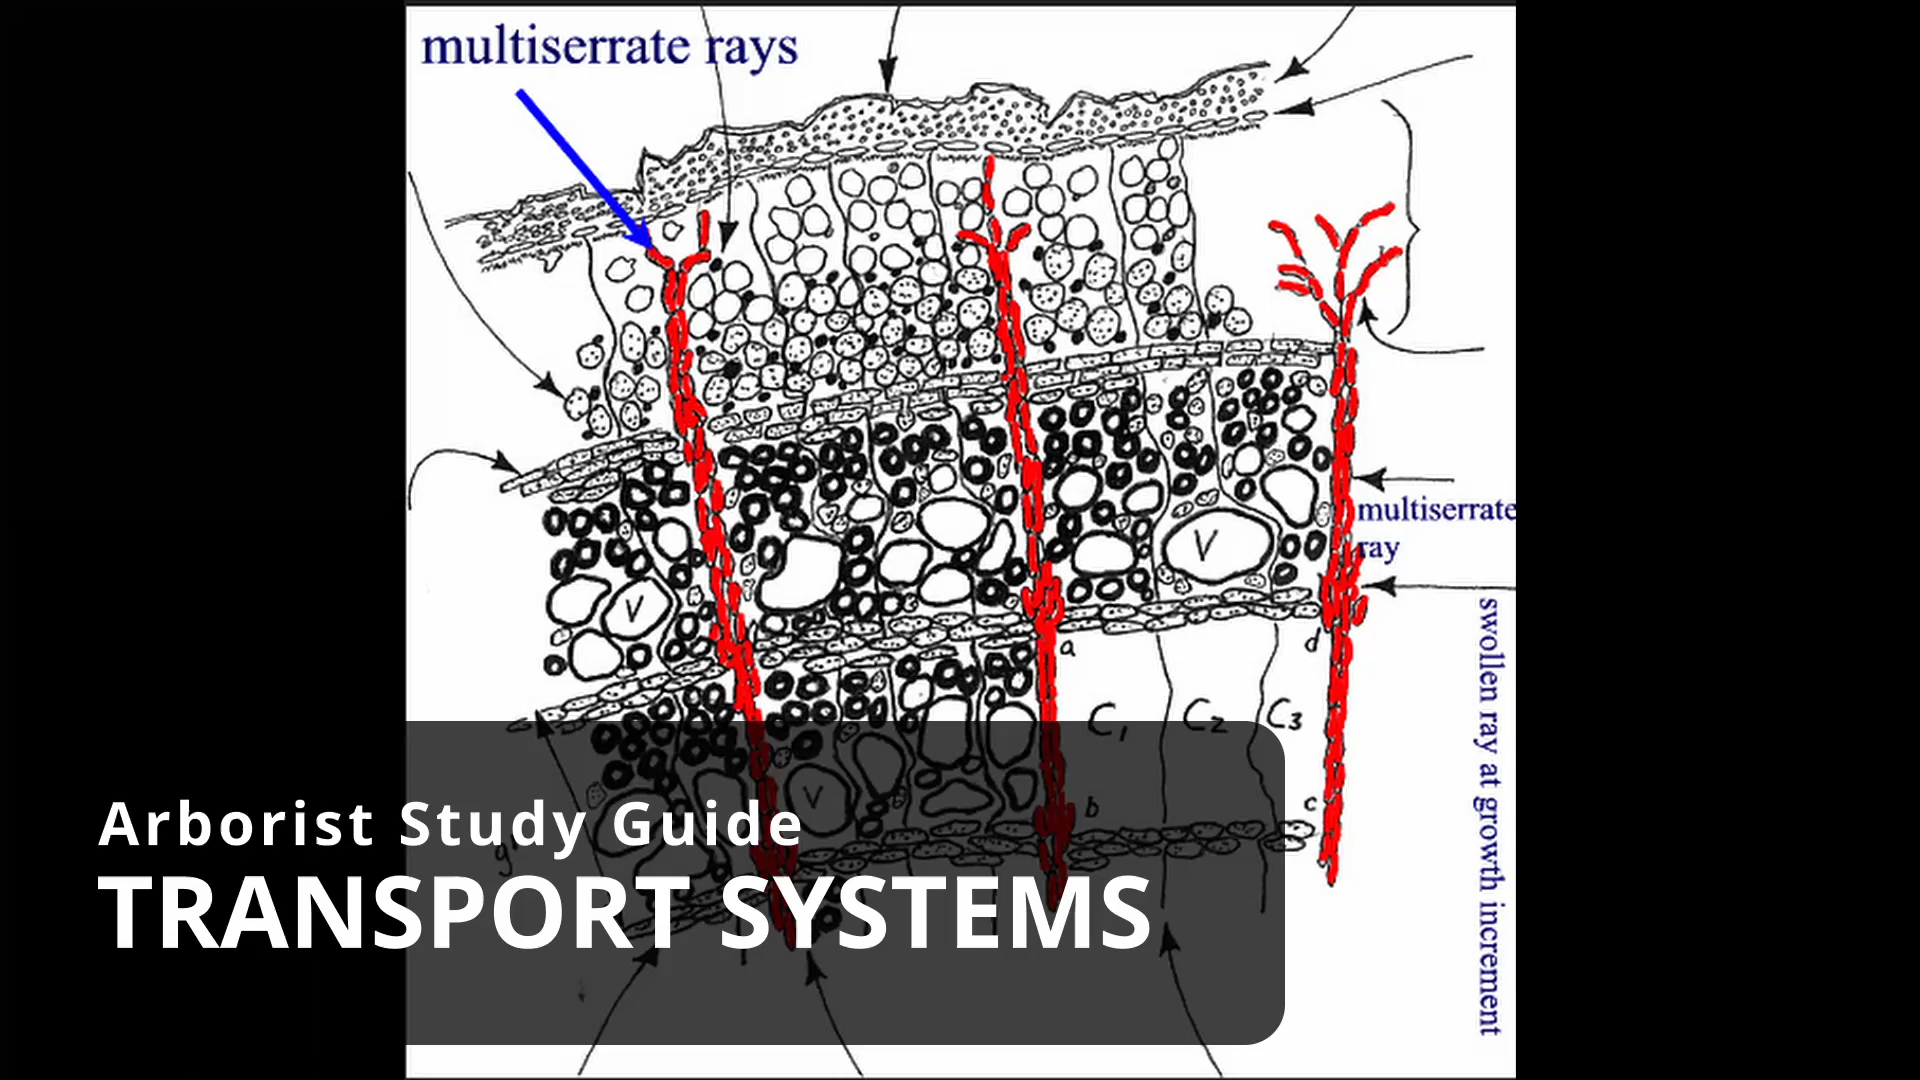 multiserrate rays
V
multiserrate
ray
V
swollen ray at growth increment
a
d
C1 C2 C3
V
b
c
g
Arborist Study Guide
TRANSPORT SYSTEMS